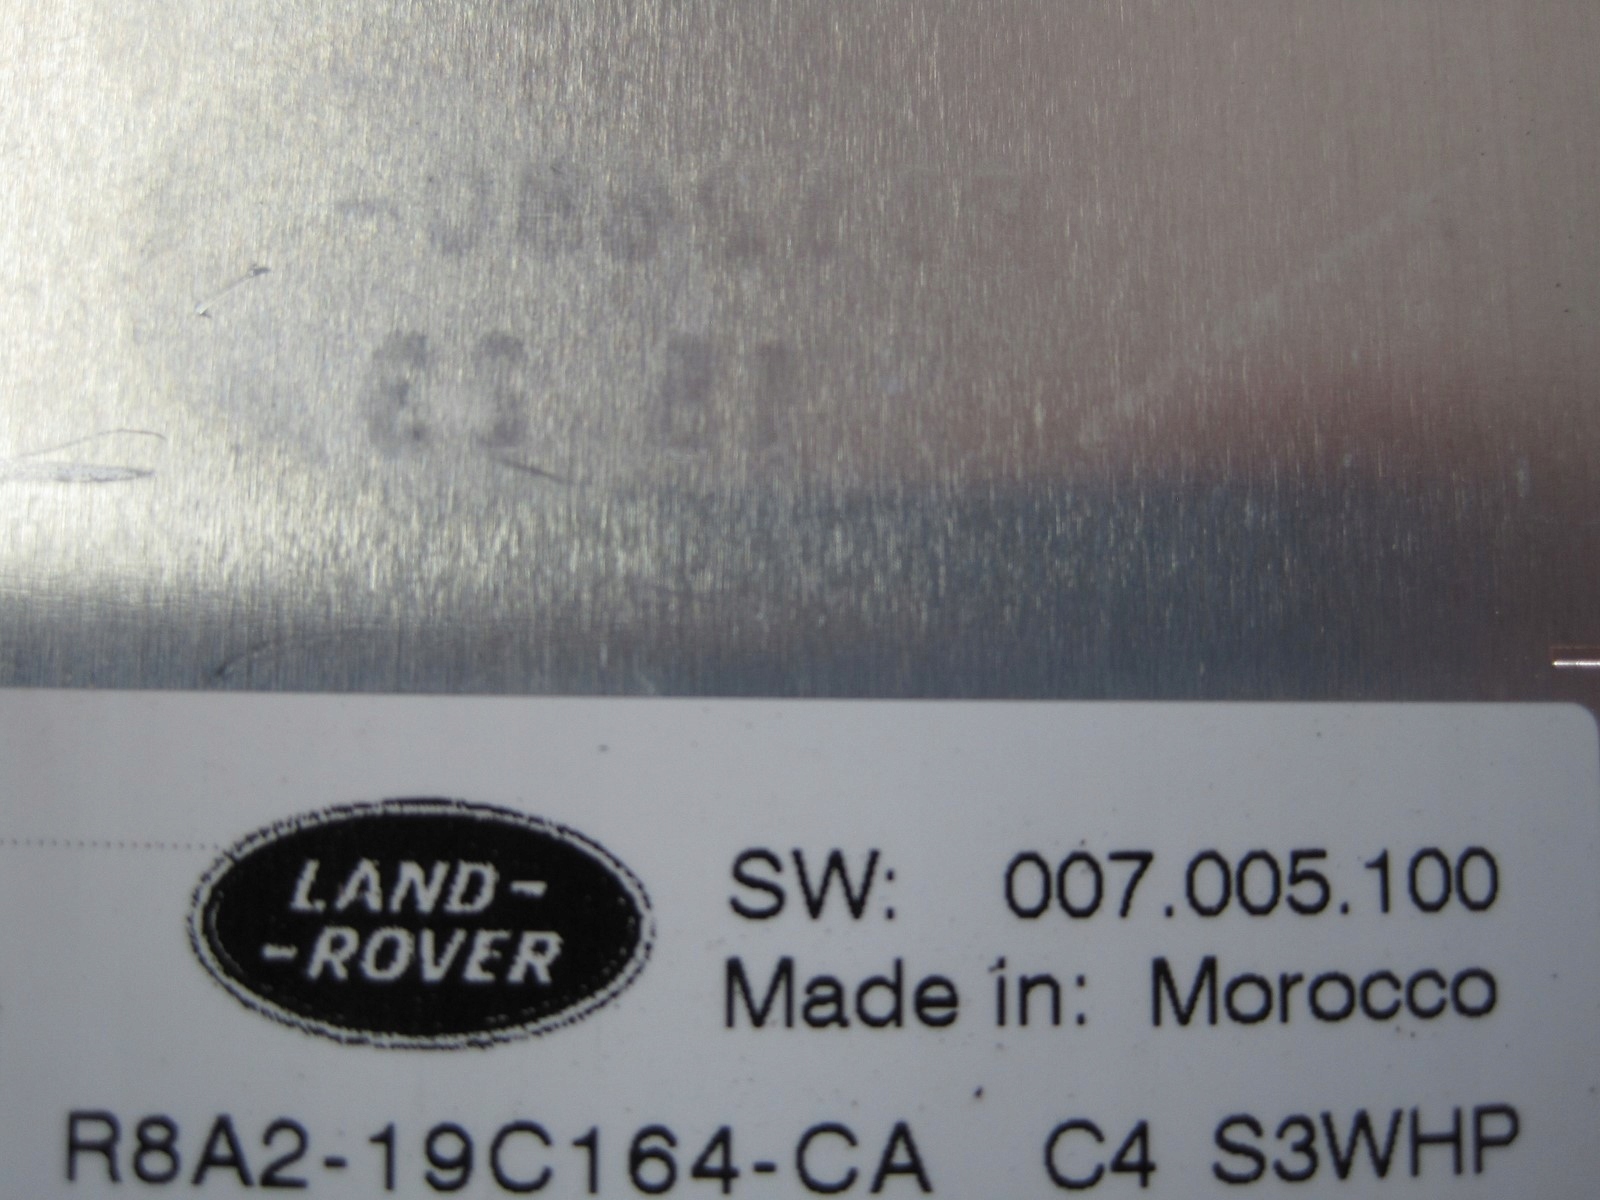 LAND-
-ROVER
SW: 007.005.100
Made in: Morocco
R8A2-19C164-CA C4 S3WHP